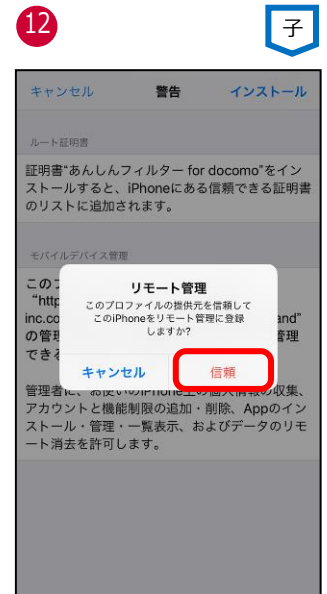 12
子
キャンセル 警告 インストール
ルート証明書
証明書“あんしんフィルター for docomo”をイン
ストールすると、iPhoneにある信頼できる証明書
のリストに追加されます。
モバイルデバイス管理
“http
inc.co and”
の管理 管理
できる
リモート管理
このプロファイルの提供元を信頼して
このiPhoneをリモート管理に登録
しますか?
キャンセル 信頼
管理者に、お使いのiPhone上の個人情報の収集、
アカウントと機能制限の追加・削除、Appのイン
ストール・管理・一覧表示、およびデータのリモ
ート消去を許可します。